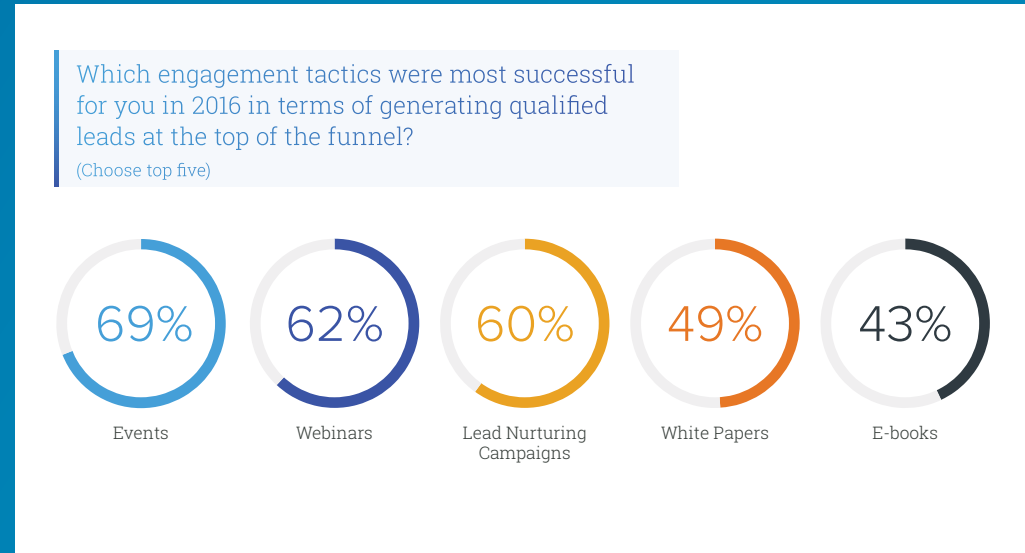 Which engagement tactics were most successful
for you in 2016 in terms of generating qualified
leads at the top of the funnel?
(Choose top five)
69%
62%
60%
49%
43%
Events
Webinars
Lead Nurturing
Campaigns
White Papers
E-books